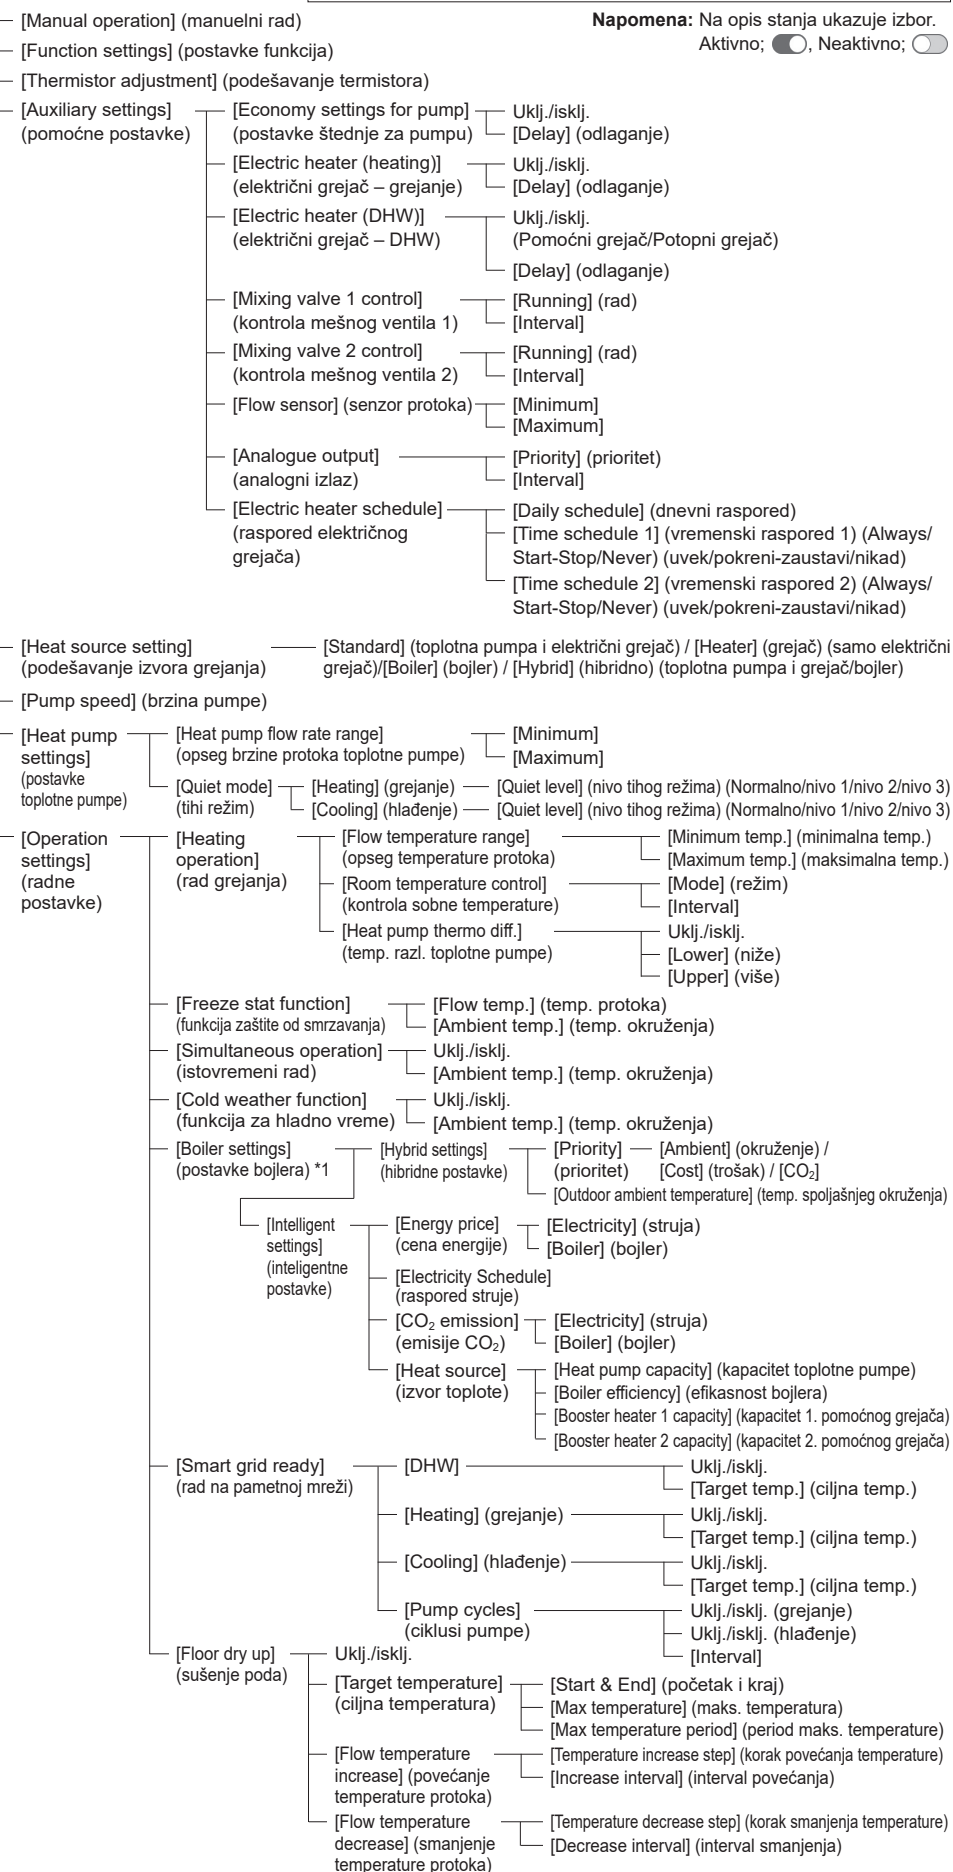 [Manual operation] (manuelni rad)
Napomena: Na opis stanja ukazuje izbor.
Aktivno; , Neaktivno;
[Function settings] (postavke funkcija)
[Thermistor adjustment] (podešavanje termistora)
[Auxiliary settings]
(pomoćne postavke)
[Economy settings for pump]
(postavke štednje za pumpu)
Uklj./isklj.
[Delay] (odlaganje)
[Electric heater (heating)]
(električni grejač – grejanje)
Uklj./isklj.
[Delay] (odlaganje)
[Electric heater (DHW)]
(električni grejač – DHW)
Uklj./isklj.
(Pomoćni grejač/Potopni grejač)
[Delay] (odlaganje)
[Mixing valve 1 control]
(kontrola mešnog ventila 1)
[Running] (rad)
[Interval]
[Mixing valve 2 control]
(kontrola mešnog ventila 2)
[Running] (rad)
[Interval]
[Flow sensor] (senzor protoka)
[Minimum]
[Maximum]
[Analogue output]
(analogni izlaz)
[Priority] (prioritet)
[Interval]
[Electric heater schedule]
(raspored električnog
grejača)
[Daily schedule] (dnevni raspored)
[Time schedule 1] (vremenski raspored 1) (Always/
Start-Stop/Never) (uvek/pokreni-zaustavi/nikad)
[Time schedule 2] (vremenski raspored 2) (Always/
Start-Stop/Never) (uvek/pokreni-zaustavi/nikad)
[Heat source setting]
(podešavanje izvora grejanja)
[Standard] (toplotna pumpa i električni grejač) / [Heater] (grejač) (samo električni
grejač)/[Boiler] (bojler) / [Hybrid] (hibridno) (toplotna pumpa i grejač/bojler)
[Pump speed] (brzina pumpe)
[Heat pump
settings]
(postavke
toplotne pumpe)
[Heat pump flow rate range]
(opseg brzine protoka toplotne pumpe)
[Minimum]
[Maximum]
[Quiet mode]
(tihi režim)
[Heating] (grejanje)
[Quiet level] (nivo tihog režima) (Normalno/nivo 1/nivo 2/nivo 3)
[Cooling] (hlađenje)
[Quiet level] (nivo tihog režima) (Normalno/nivo 1/nivo 2/nivo 3)
[Operation
settings]
(radne
postavke)
[Heating
operation]
(rad grejanja)
[Flow temperature range]
(opseg temperature protoka)
[Minimum temp.] (minimalna temp.)
[Maximum temp.] (maksimalna temp.)
[Room temperature control]
(kontrola sobne temperature)
[Mode] (režim)
[Interval]
[Heat pump thermo diff.]
(temp. razl. toplotne pumpe)
Uklj./isklj.
[Lower] (niže)
[Upper] (više)
[Freeze stat function]
(funkcija zaštite od smrzavanja)
[Flow temp.] (temp. protoka)
[Ambient temp.] (temp. okruženja)
[Simultaneous operation]
(istovremeni rad)
Uklj./isklj.
[Ambient temp.] (temp. okruženja)
[Cold weather function]
(funkcija za hladno vreme)
Uklj./isklj.
[Ambient temp.] (temp. okruženja)
[Boiler settings]
(postavke bojlera) *1
[Hybrid settings]
(hibridne postavke)
[Priority]
(prioritet)
[Ambient] (okruženje) /
[Cost] (trošak) / [CO₂]
[Outdoor ambient temperature] (temp. spoljašnjeg okruženja)
[Intelligent
settings]
(inteligentne
postavke)
[Energy price]
(cena energije)
[Electricity] (struja)
[Boiler] (bojler)
[Electricity Schedule]
(raspored struje)
[CO₂ emission]
(emisije CO₂)
[Electricity] (struja)
[Boiler] (bojler)
[Heat source]
(izvor toplote)
[Heat pump capacity] (kapacitet toplotne pumpe)
[Boiler efficiency] (efikasnost bojlera)
[Booster heater 1 capacity] (kapacitet 1. pomoćnog grejača)
[Booster heater 2 capacity] (kapacitet 2. pomoćnog grejača)
[Smart grid ready]
(rad na pametnoj mreži)
[DHW]
Uklj./isklj.
[Target temp.] (ciljna temp.)
[Heating] (grejanje)
Uklj./isklj.
[Target temp.] (ciljna temp.)
[Cooling] (hlađenje)
Uklj./isklj.
[Target temp.] (ciljna temp.)
[Pump cycles]
(ciklusi pumpe)
Uklj./isklj. (grejanje)
Uklj./isklj. (hlađenje)
[Interval]
[Floor dry up]
(sušenje poda)
Uklj./isklj.
[Target temperature]
(ciljna temperatura)
[Start & End] (početak i kraj)
[Max temperature] (maks. temperatura)
[Max temperature period] (period maks. temperature)
[Flow temperature
increase] (povećanje
temperature protoka)
[Temperature increase step] (korak povećanja temperature)
[Increase interval] (interval povećanja)
[Flow temperature
decrease] (smanjenje
temperature protoka)
[Temperature decrease step] (korak smanjenja temperature)
[Decrease interval] (interval smanjenja)